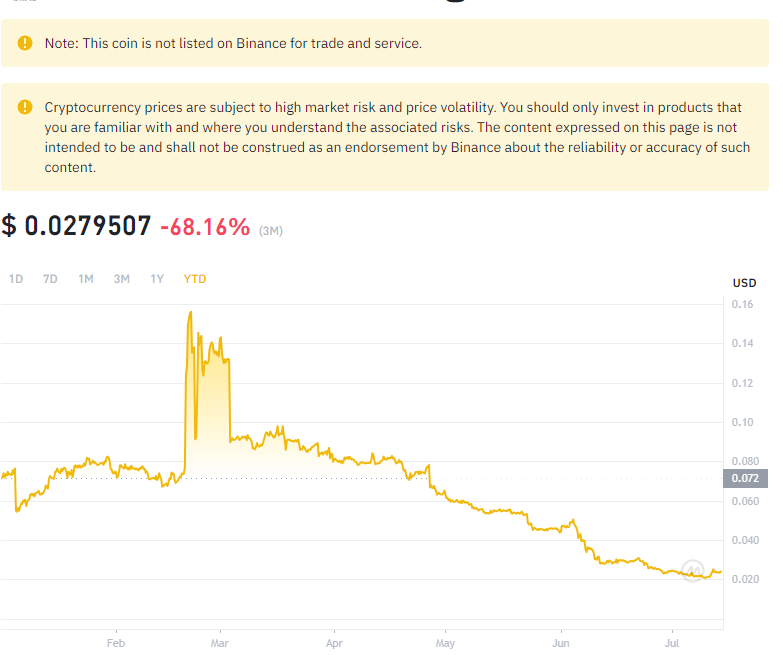 Note: This coin is not listed on Binance for trade and service.
Cryptocurrency prices are subject to high market risk and price volatility. You should only invest in products that
you are familiar with and where you understand the associated risks. The content expressed on this page is not
intended to be and shall not be construed as an endorsement by Binance about the reliability or accuracy of such
content.
$ 0.0279507 -68.16% (3M)
1D 7D 1M 3M 1Y YTD
USD
0.16
0.14
0.12
0.10
0.080
0.072
0.060
0.040
0.020
Feb Mar Apr May Jun Jul